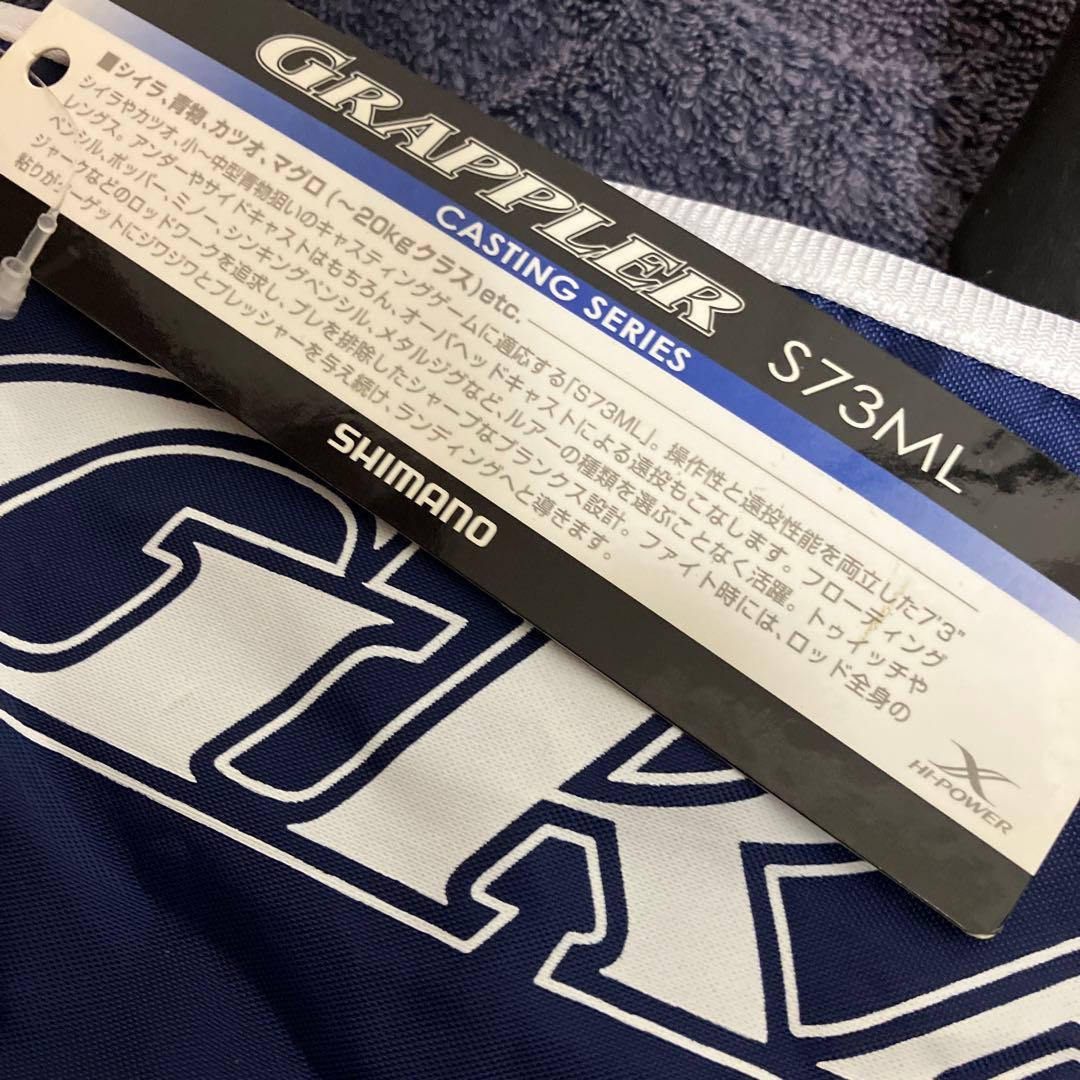 GRAPPLER
CASTING SERIES
S73ML
■シイラ、青物、カツオ、マグロ(～20kgクラス)etc.
シイラやカツオ、小～中型青物狙いのキャスティングゲームに適応する「S73ML」。操作性と遠投性能を両立した7'3"
レングス。アンダーやサイドキャストはもちろん、オーバヘッドキャストによる遠投もこなします。フローティング
ペンシル、ポッパー、ミノー、シンキングペンシル、メタルジグなど、ルアーの種類を選ぶことなく活躍。トゥイッチや
ジャークなどのロッドワークを追求し、ブレを排除したシャープなブランクス設計。ファイト時には、ロッド全身の
粘りがターゲットにジワジワとプレッシャーを与え続け、ランディングへと導きます。
SHIMANO
X
HI-POWER